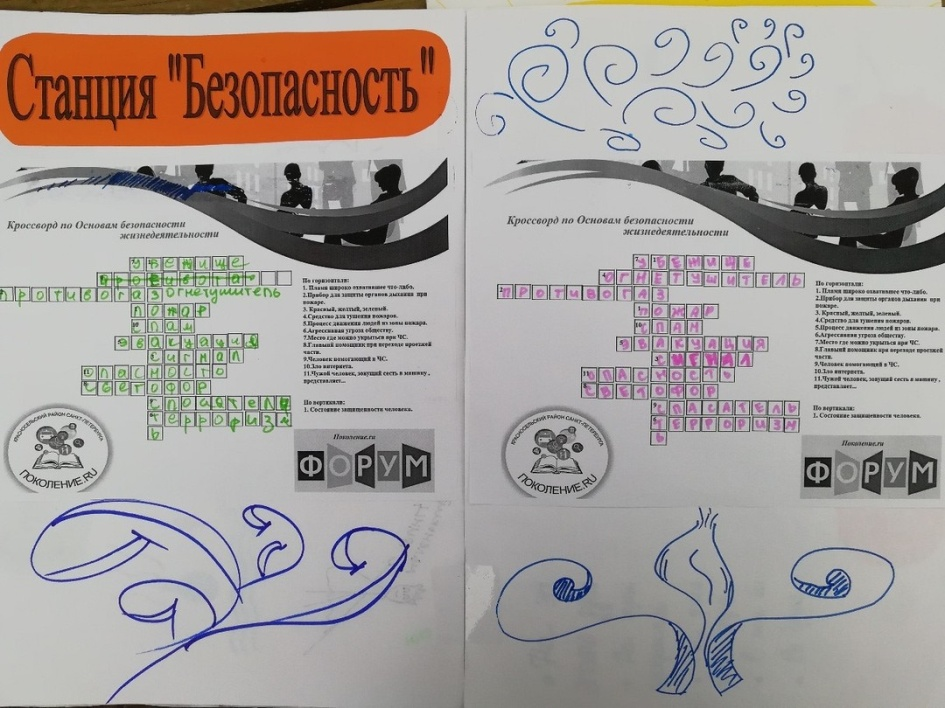 Станция "Безопасность"
Кроссворд по Основам безопасности
жизнедеятельности
УБЕЖИЩЕ
ПРОТИВОГАЗ
огнетушитель
ПОЖАР
ЭВАКУАЦИЯ
СИГНАЛ
СВЕТОФОР
ТЕРРОРИЗМ
Ь
По горизонтали:
1. Пламя широко охватившее что-либо.
2.Прибор для защиты органов дыхания при
пожаре.
3. Красный, желтый, зеленый.
4.Средство для тушения пожаров.
5.Процесс движения людей из зоны пожара.
6.Агрессивная угроза обществу.
7.Место где можно укрыться при ЧС.
8.Главный помощник при переходе проезжей
части.
9.Человек помогающий в ЧС.
10.Зло интернета.
11.Чужой человек, зовущий сесть в машину,
представляет...
По вертикали:
1. Состояние защищенности человека.
КРАСНОСЕЛЬСКИЙ РАЙОН САНКТ-ПЕТЕРБУРГА
ПОКОЛЕНИЕ.RU
Поколение.ru
ФОРУМ
Кроссворд по Основам безопасности
жизнедеятельности
УБЕЖИЩЕ
ОГНЕТУШИТЕЛЬ
ПРОТИВОГАЗ
ПОЖАР
СПАМ
ЭВАКУАЦИЯ
ОПАСНОСТЬ
СВЕТОФОР
СПАСАТЕЛЬ
ТЕРРОРИЗМ
Ь
По горизонтали:
1. Пламя широко охватившее что-либо.
2.Прибор для защиты органов дыхания при
пожаре.
3. Красный, желтый, зеленый.
4.Средство для тушения пожаров.
5.Процесс движения людей из зоны пожара.
6.Агрессивная угроза обществу.
7.Место где можно укрыться при ЧС.
8.Главный помощник при переходе проезжей
части.
9.Человек помогающий в ЧС.
10.Зло интернета.
11.Чужой человек, зовущий сесть в машину,
представляет...
По вертикали:
1. Состояние защищенности человека.
КРАСНОСЕЛЬСКИЙ РАЙОН САНКТ-ПЕТЕРБУРГА
ПОКОЛЕНИЕ.RU
Поколение.ru
ФОРУМ